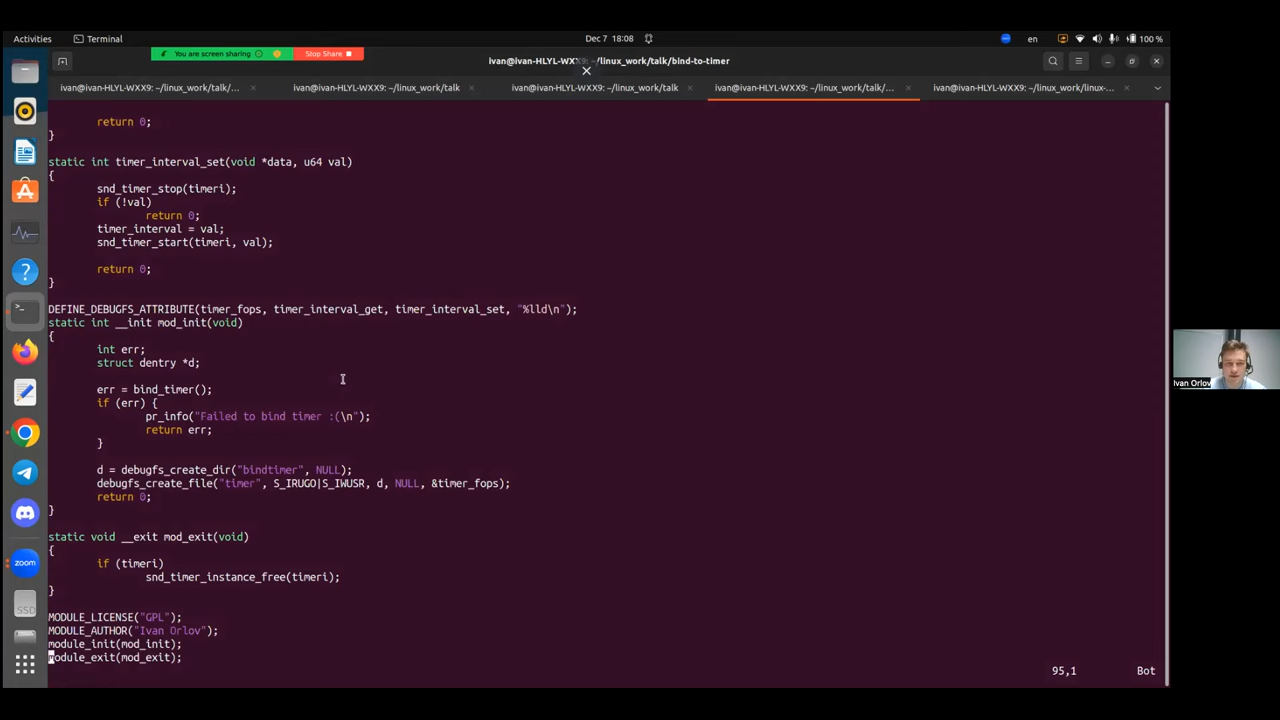 Activities
Terminal
Dec 7 18:08
en
100 %
You are screen sharing
Stop Share
ivan@ivan-HLYL-WXX9: ~/linux_work/talk/bind-to-timer
ivan@ivan-HLYL-WXX9: ~/linux_work/talk/...
ivan@ivan-HLYL-WXX9: ~/linux_work/talk
ivan@ivan-HLYL-WXX9: ~/linux_work/talk
ivan@ivan-HLYL-WXX9: ~/linux_work/talk/...
ivan@ivan-HLYL-WXX9: ~/linux_work/linux-...
return 0;
}
static int timer_interval_set(void *data, u64 val)
{
snd_timer_stop(timeri);
if (!val)
return 0;
timer_interval = val;
snd_timer_start(timeri, val);
return 0;
}
DEFINE_DEBUGFS_ATTRIBUTE(timer_fops, timer_interval_get, timer_interval_set, "%lld\n");
static int __init mod_init(void)
{
int err;
struct dentry *d;
err = bind_timer();
if (err) {
pr_info("Failed to bind timer :(\n");
return err;
}
d = debugfs_create_dir("bindtimer", NULL);
debugfs_create_file("timer", S_IRUGO|S_IWUSR, d, NULL, &timer_fops);
return 0;
}
static void __exit mod_exit(void)
{
if (timeri)
snd_timer_instance_free(timeri);
}
MODULE_LICENSE("GPL");
MODULE_AUTHOR("Ivan Orlov");
module_init(mod_init);
module_exit(mod_exit);
95,1
Bot
zoom
SSD
Ivan Orlov